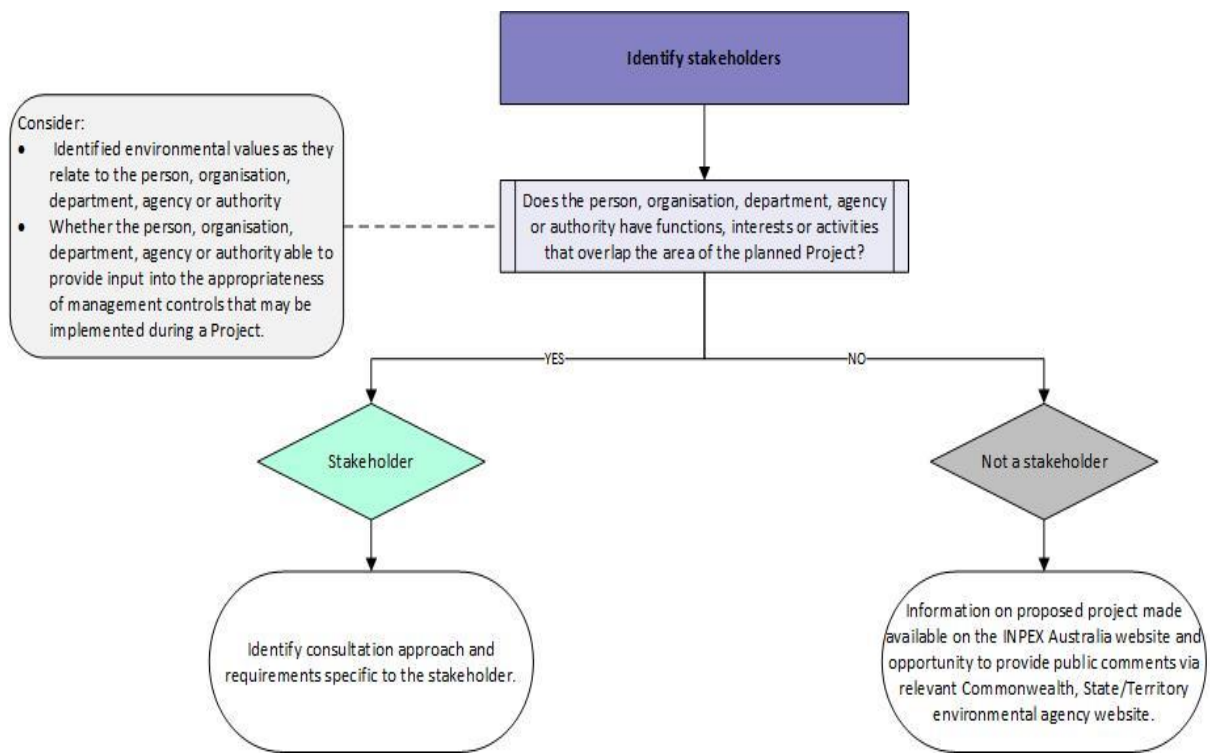 Identify stakeholders
Consider:
• Identified environmental values as they
relate to the person, organisation,
department, agency or authority
• Whether the person, organisation,
department, agency or authority able to
provide input into the appropriateness
of management controls that may be
implemented during a Project.
Does the person, organisation, department, agency
or authority have functions, interests or activities
that overlap the area of the planned Project?
YES
NO
Stakeholder
Not a stakeholder
Identify consultation approach and
requirements specific to the stakeholder.
Information on proposed project made
available on the INPEX Australia website and
opportunity to provide public comments via
relevant Commonwealth, State/Territory
environmental agency website.